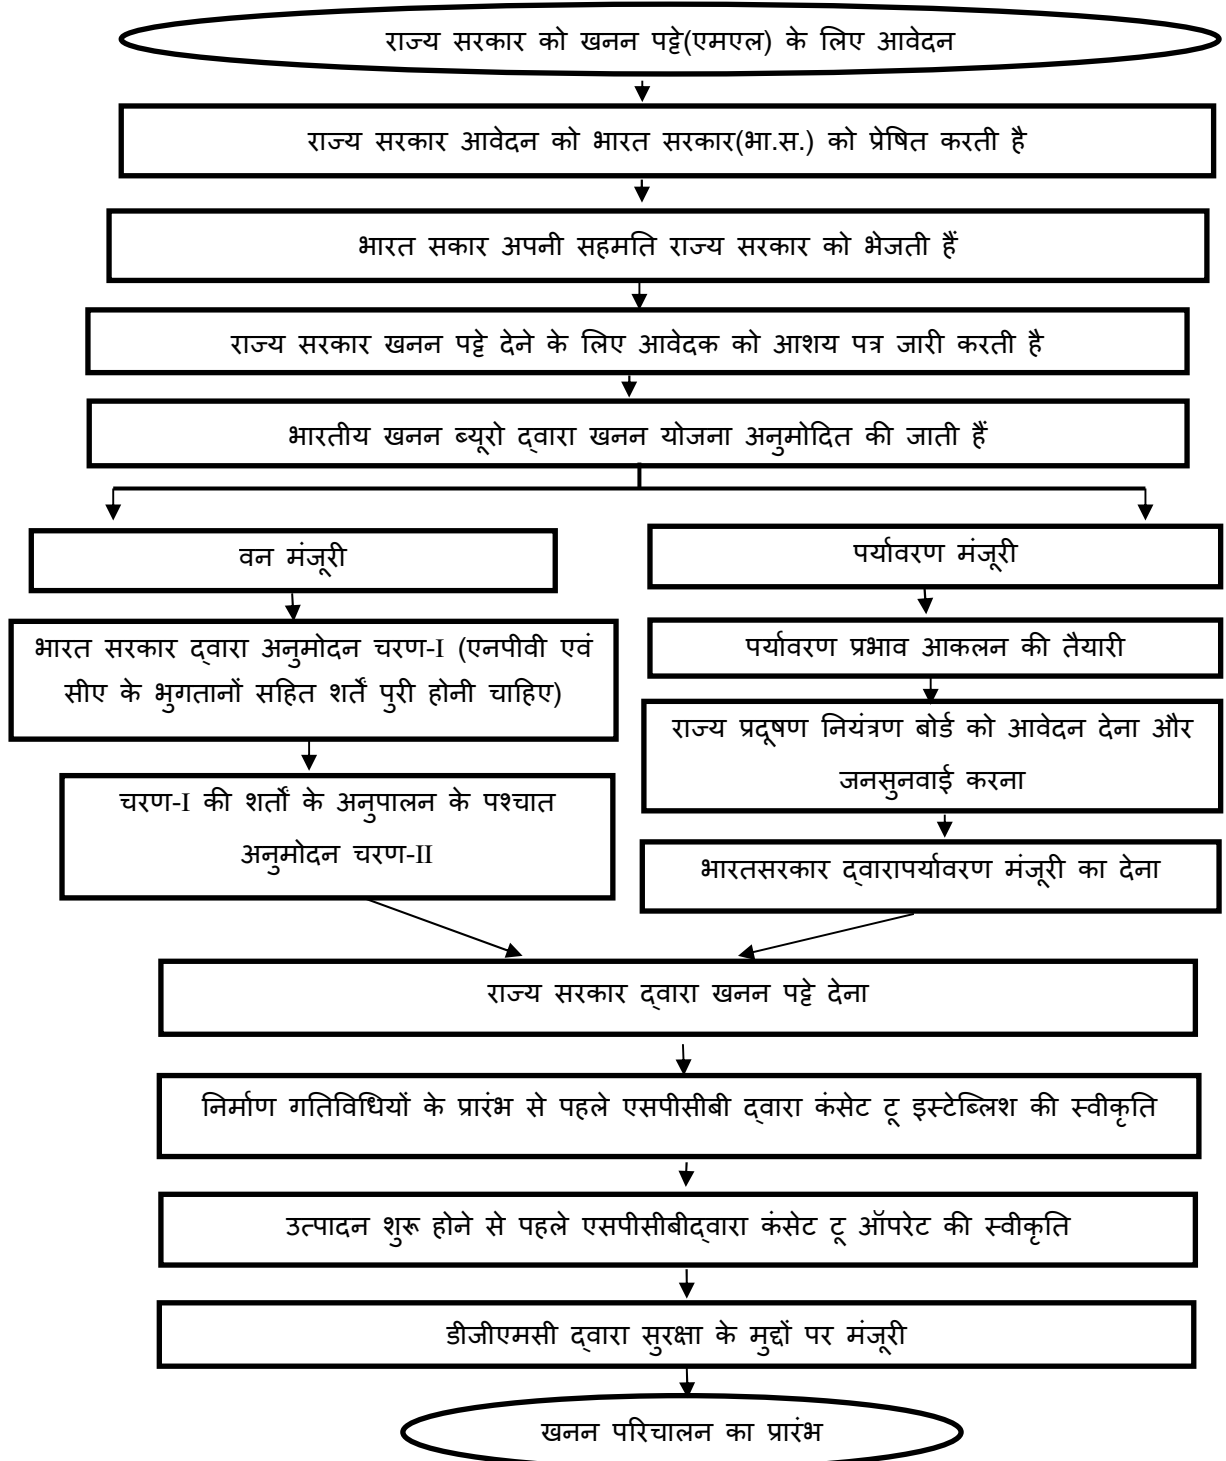 राज्य सरकार को खनन पट्टे(एमएल) के लिए आवेदन
राज्य सरकार आवेदन को भारत सरकार(भा.स.) को प्रेषित करती है
भारत सकार अपनी सहमति राज्य सरकार को भेजती हैं
राज्य सरकार खनन पट्टे देने के लिए आवेदक को आशय पत्र जारी करती है
भारतीय खनन ब्यूरो द्वारा खनन योजना अनुमोदित की जाती हैं
वन मंजूरी
भारत सरकार द्वारा अनुमोदन चरण-I (एनपीवी एवं
सीए के भुगतानों सहित शर्तें पुरी होनी चाहिए)
चरण-I की शर्तों के अनुपालन के पश्चात
अनुमोदन चरण-II
पर्यावरण मंजूरी
पर्यावरण प्रभाव आकलन की तैयारी
राज्य प्रदूषण नियंत्रण बोर्ड को आवेदन देना और
जनसुनवाई करना
भारतसरकार द्वारापर्यावरण मंजूरी का देना
राज्य सरकार द्वारा खनन पट्टे देना
निर्माण गतिविधियों के प्रारंभ से पहले एसपीसीबी द्वारा कंसेट टू इस्टेब्लिश की स्वीकृति
उत्पादन शुरू होने से पहले एसपीसीबीद्वारा कंसेट टू ऑपरेट की स्वीकृति
डीजीएमसी द्वारा सुरक्षा के मुद्दों पर मंजूरी
खनन परिचालन का प्रारंभ